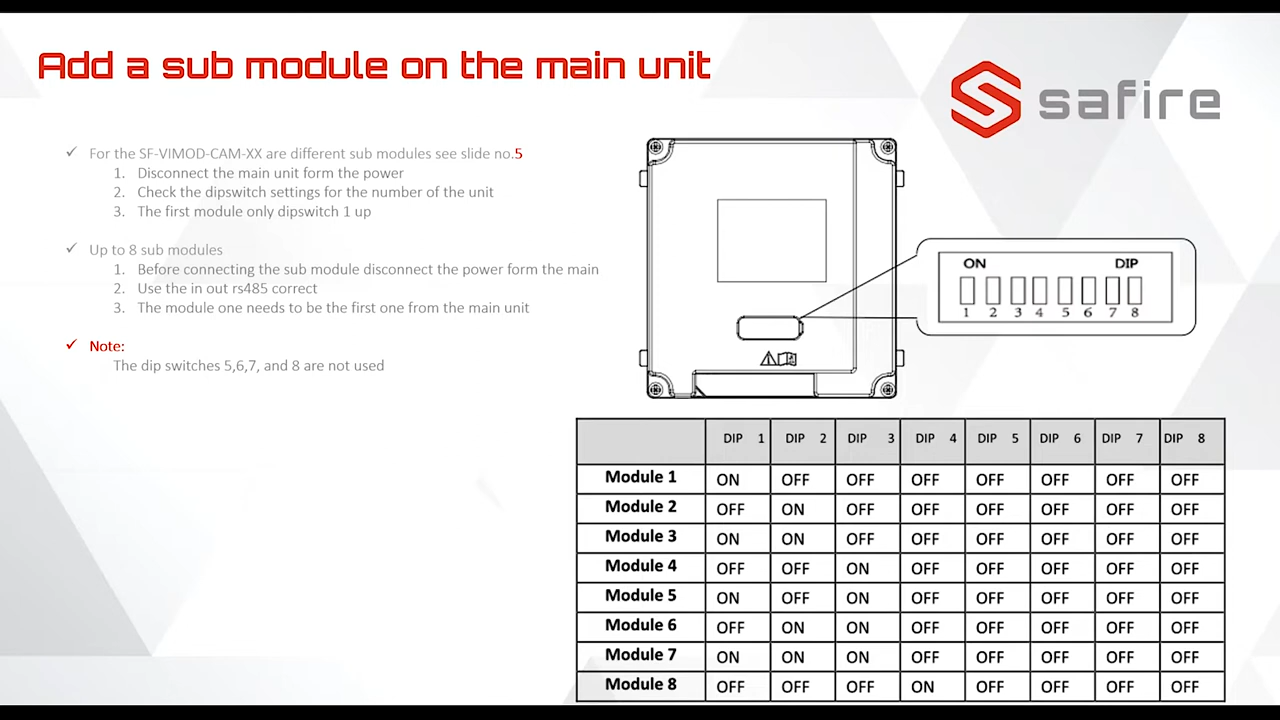 Add a sub module on the main unit
safire
For the SF-VIMOD-CAM-XX are different sub modules see slide no.5
1. Disconnect the main unit form the power
2. Check the dipswitch settings for the number of the unit
3. The first module only dipswitch 1 up
Up to 8 sub modules
1. Before connecting the sub module disconnect the power form the main
2. Use the in out rs485 correct
3. The module one needs to be the first one from the main unit
Note:
The dip switches 5,6,7, and 8 are not used
ON DIP
1 2 3 4 5 6 7 8
DIP 1 DIP 2 DIP 3 DIP 4 DIP 5 DIP 6 DIP 7 DIP 8
Module 1 ON OFF OFF OFF OFF OFF OFF OFF
Module 2 OFF ON OFF OFF OFF OFF OFF OFF
Module 3 ON ON OFF OFF OFF OFF OFF OFF
Module 4 OFF OFF ON OFF OFF OFF OFF OFF
Module 5 ON OFF ON OFF OFF OFF OFF OFF
Module 6 OFF ON ON OFF OFF OFF OFF OFF
Module 7 ON ON ON OFF OFF OFF OFF OFF
Module 8 OFF OFF OFF ON OFF OFF OFF OFF